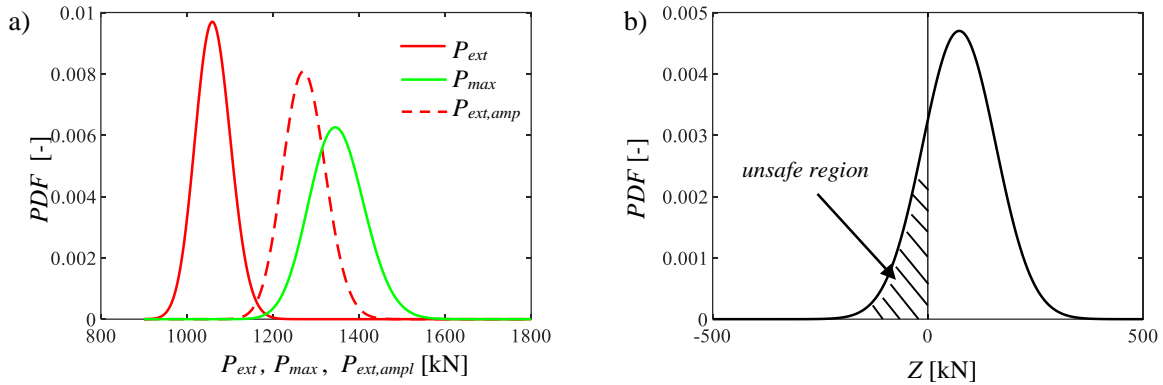 a)
0.01
0.008
0.006
0.004
0.002
0
PDF [-]
P_ext
P_max
P_ext,amp
800 1000 1200 1400 1600 1800
P_ext , P_max , P_ext,ampl [kN]
b)
0.005
0.004
0.003
0.002
0.001
0
PDF [-]
unsafe region
-500 0 500
Z [kN]